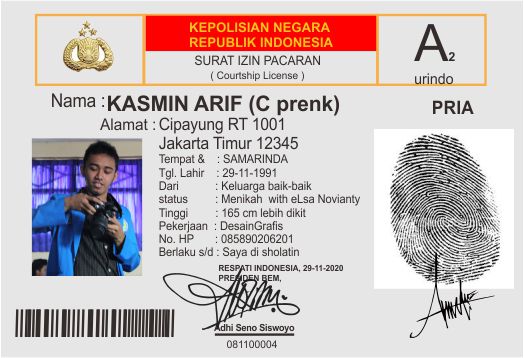 KEPOLISIAN NEGARA
REPUBLIK INDONESIA
SURAT IZIN PACARAN
( Courtship License )
A2
urindo
Nama : KASMIN ARIF (C prenk)
PRIA
Alamat : Cipayung RT 1001
Jakarta Timur 12345
Tempat & : SAMARINDA
Tgl. Lahir : 29-11-1991
Dari : Keluarga baik-baik
status : Menikah with eLsa Novianty
Tinggi : 165 cm lebih dikit
Pekerjaan : DesainGrafis
No. HP : 085890206201
Berlaku s/d : Saya di sholatin
RESPATI INDONESIA, 29-11-2020
PRESIDEN BEM,
Adhi Seno Siswoyo
081100004